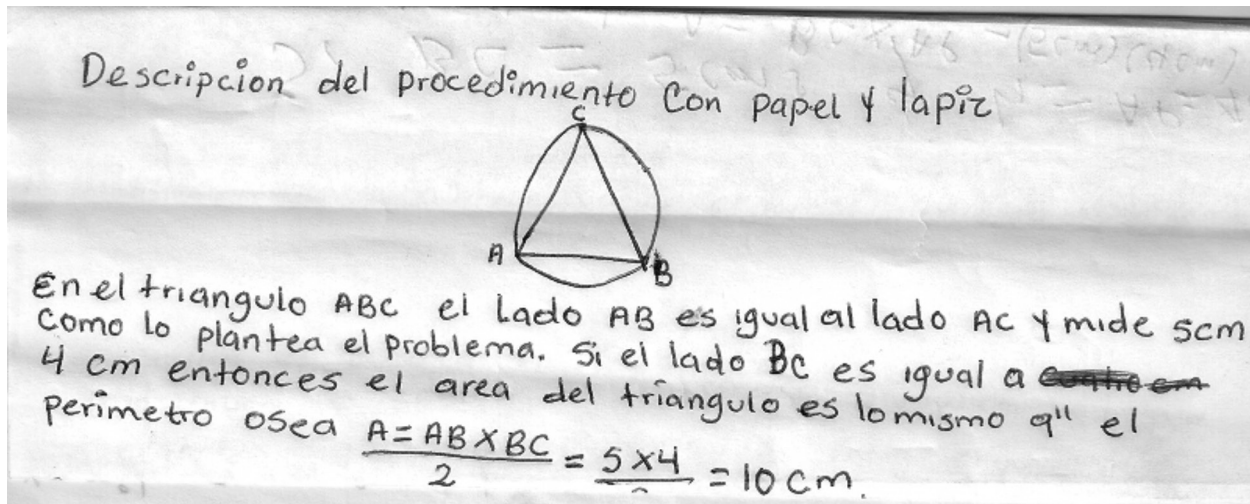 Descripcion del procedimiento con papel y lapiz
C
A
B
En el triangulo ABC el lado AB es igual al lado AC y mide 5cm
como lo plantea el problema. Si el lado BC es igual a
4 cm entonces el area del triangulo es lo mismo q" el
perimetro osea A=AB×BC/2 = 5×4/ = 10 cm.